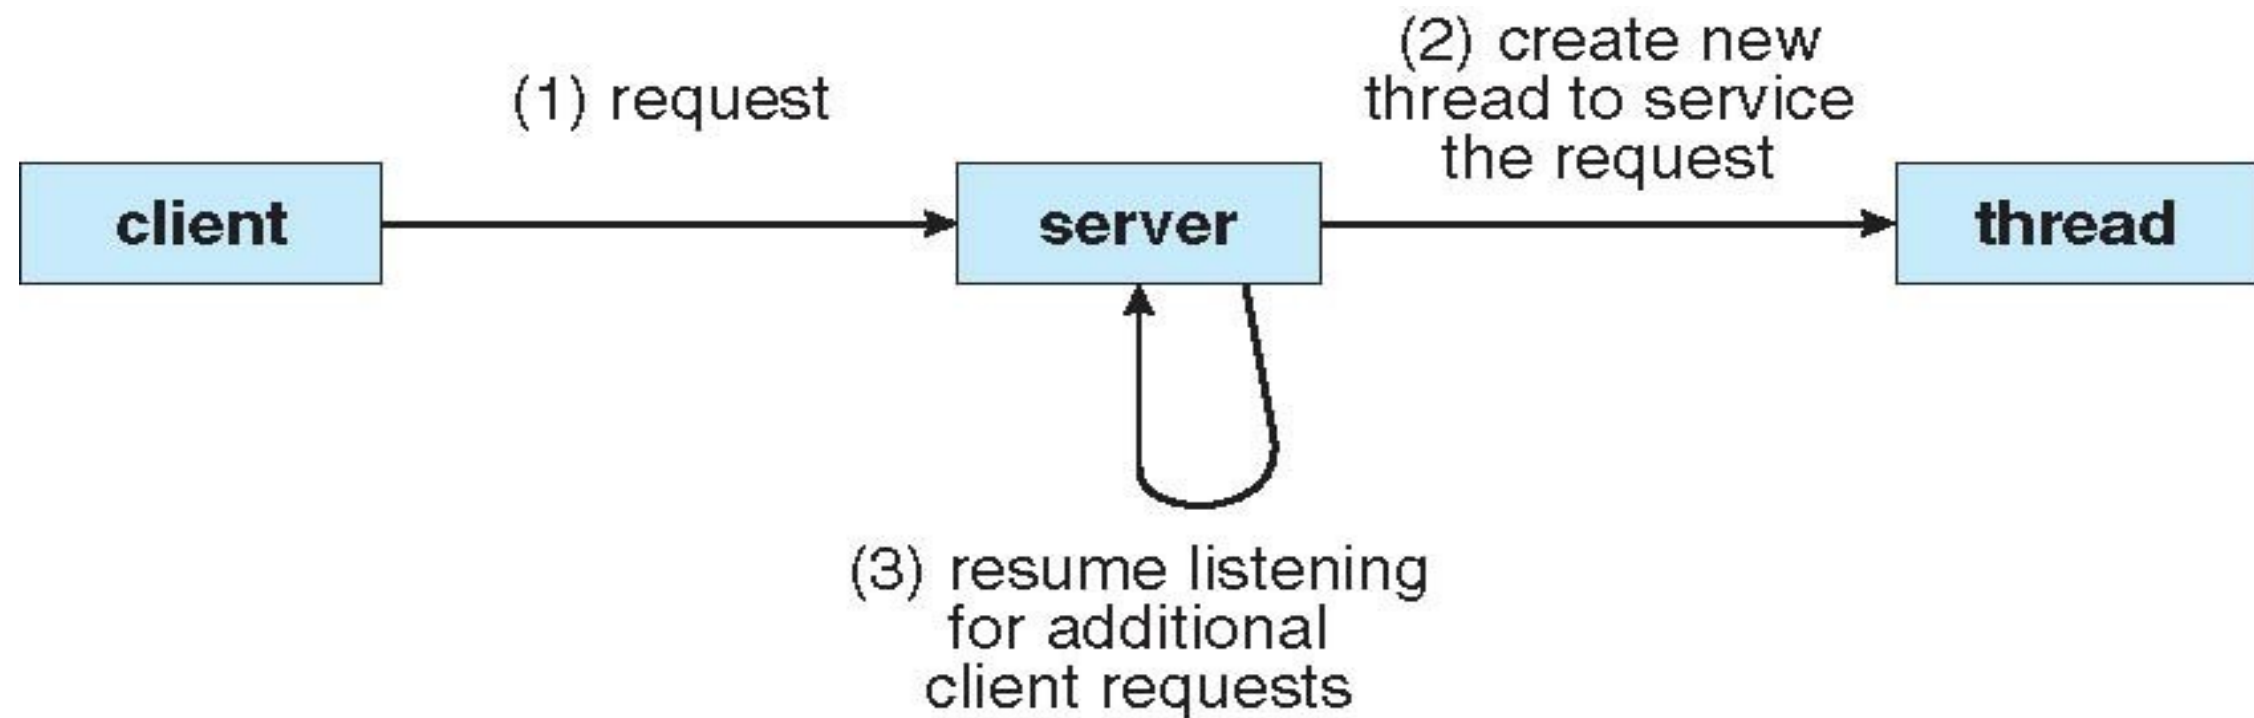 (1) request
(2) create new
thread to service
the request
client
server
thread
(3) resume listening
for additional
client requests